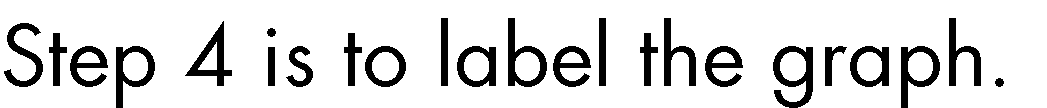 Step 4 is to label the graph.